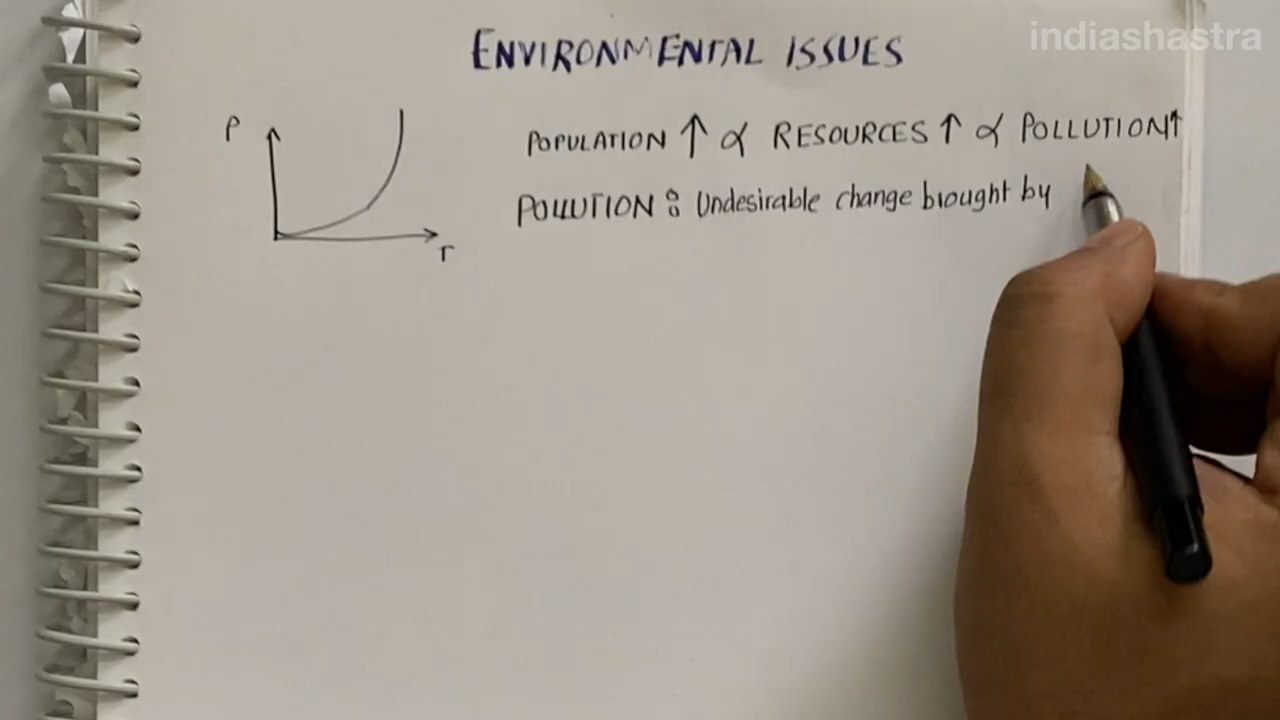 indiashastra
ENVIRONMENTAL ISSUES
P
POPULATION ↑ ∝ RESOURCES ↑ ∝ POLLUTION↑
POLLUTION : Undesirable change brought by
T